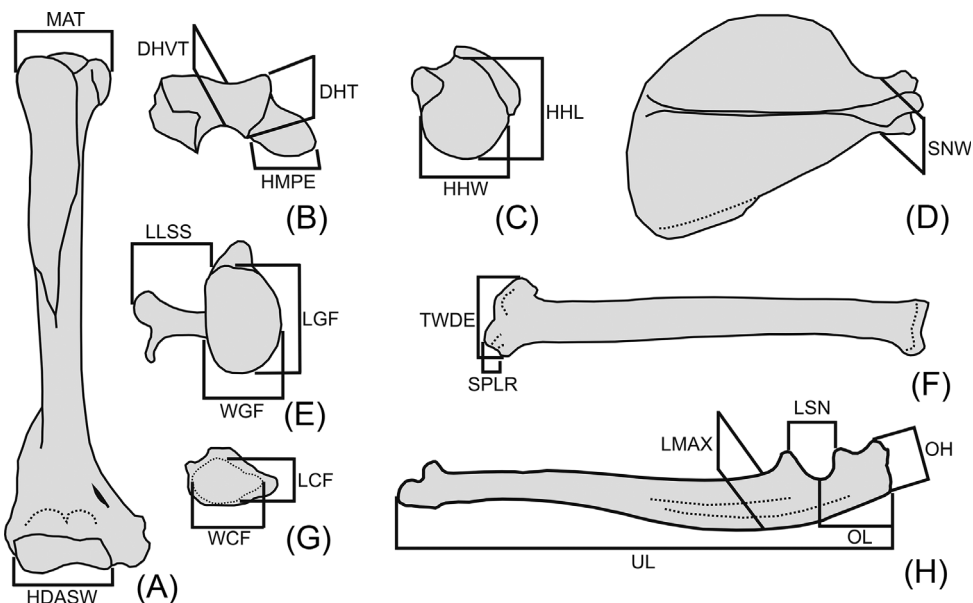 MAT
HDASW
(A)
DHVT
DHT
HMPE
(B)
HHL
HHW
(C)
SNW
(D)
LLSS
LGF
WGF
(E)
TWDE
SPLR
(F)
LCF
WCF
(G)
LMAX
LSN
OH
OL
UL
(H)